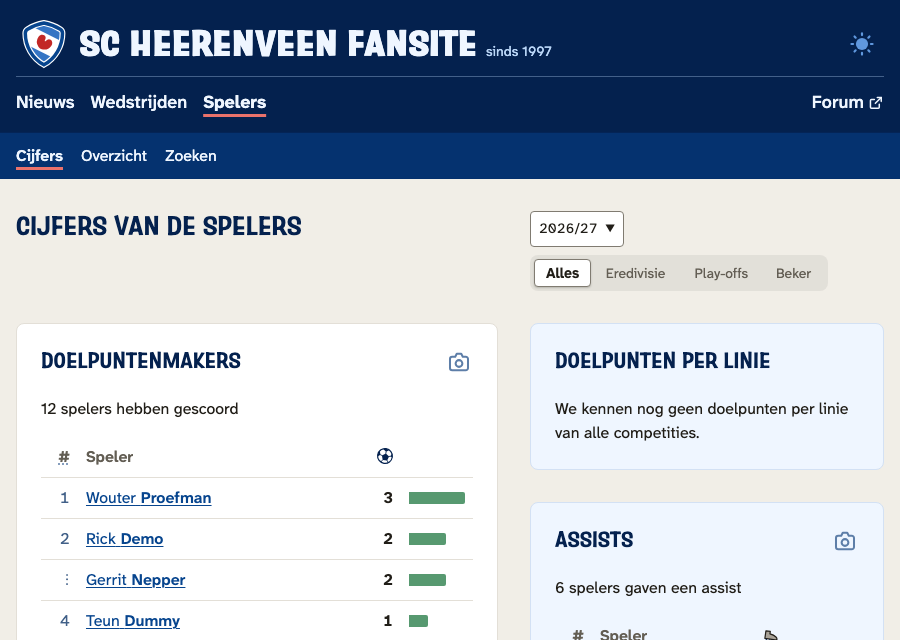 SC HEERENVEEN FANSITE sinds 1997
Nieuws Wedstrijden Spelers Forum
Cijfers Overzicht Zoeken
CIJFERS VAN DE SPELERS
2026/27 ▼
Alles Eredivisie Play-offs Beker
DOELPUNTENMAKERS
12 spelers hebben gescoord
# Speler
1 Wouter Proefman 3
2 Rick Demo 2
⋮ Gerrit Nepper 2
4 Teun Dummy 1
DOELPUNTEN PER LINIE
We kennen nog geen doelpunten per linie
van alle competities.
ASSISTS
6 spelers gaven een assist
# Speler